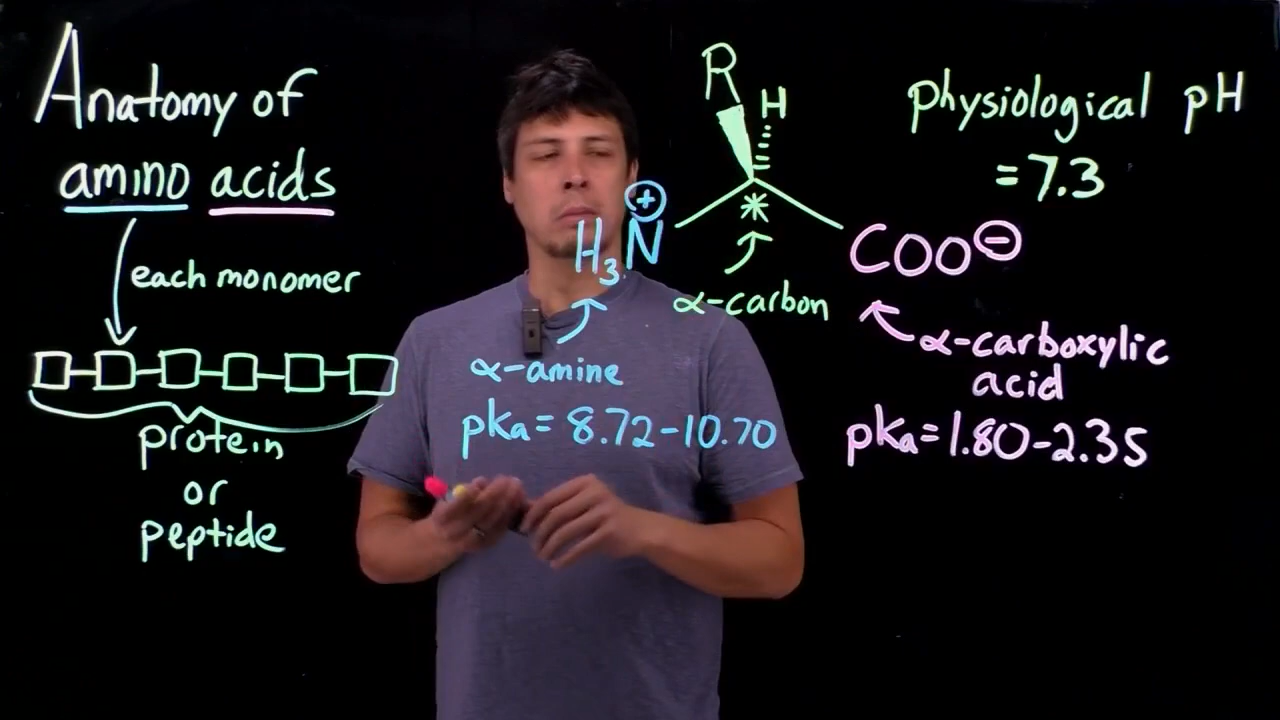 Anatomy of
amino acids
each monomer
protein
or
peptide
R
H
H₃N⊕
*
COO⊖
α-carbon
α-amine
pka = 8.72-10.70
physiological pH
= 7.3
α-carboxylic
acid
pka = 1.80-2.35